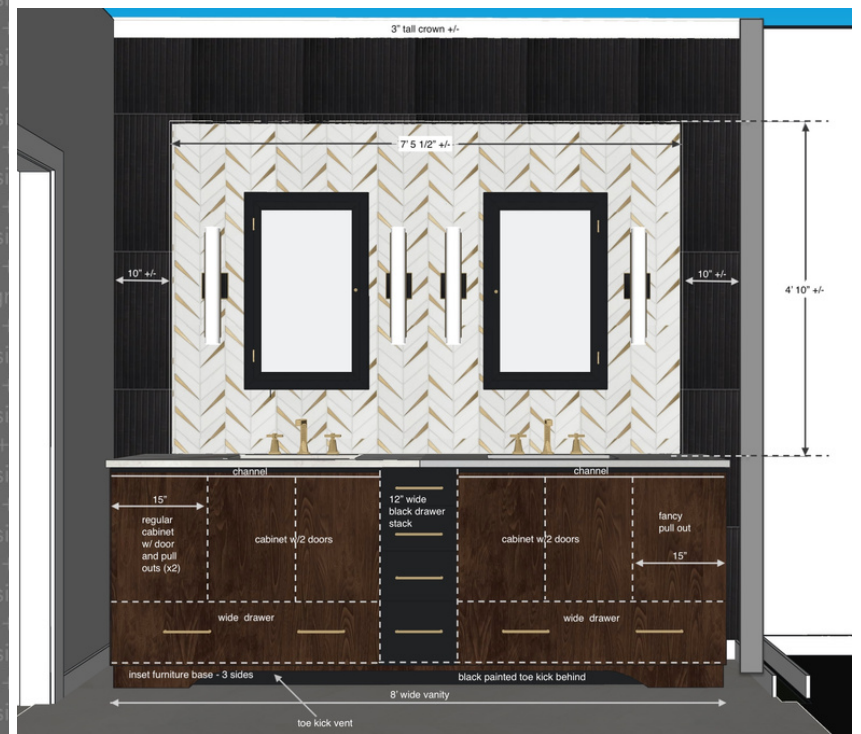 3" tall crown +/-
7' 5 1/2" +/-
10" +/-
10" +/-
4' 10" +/-
channel
channel
15"
regular
cabinet
w/ door
and pull
outs (x2)
cabinet w/2 doors
12" wide
black drawer
stack
cabinet w/2 doors
fancy
pull out
15"
wide drawer
wide drawer
inset furniture base - 3 sides
black painted toe kick behind
8' wide vanity
toe kick vent